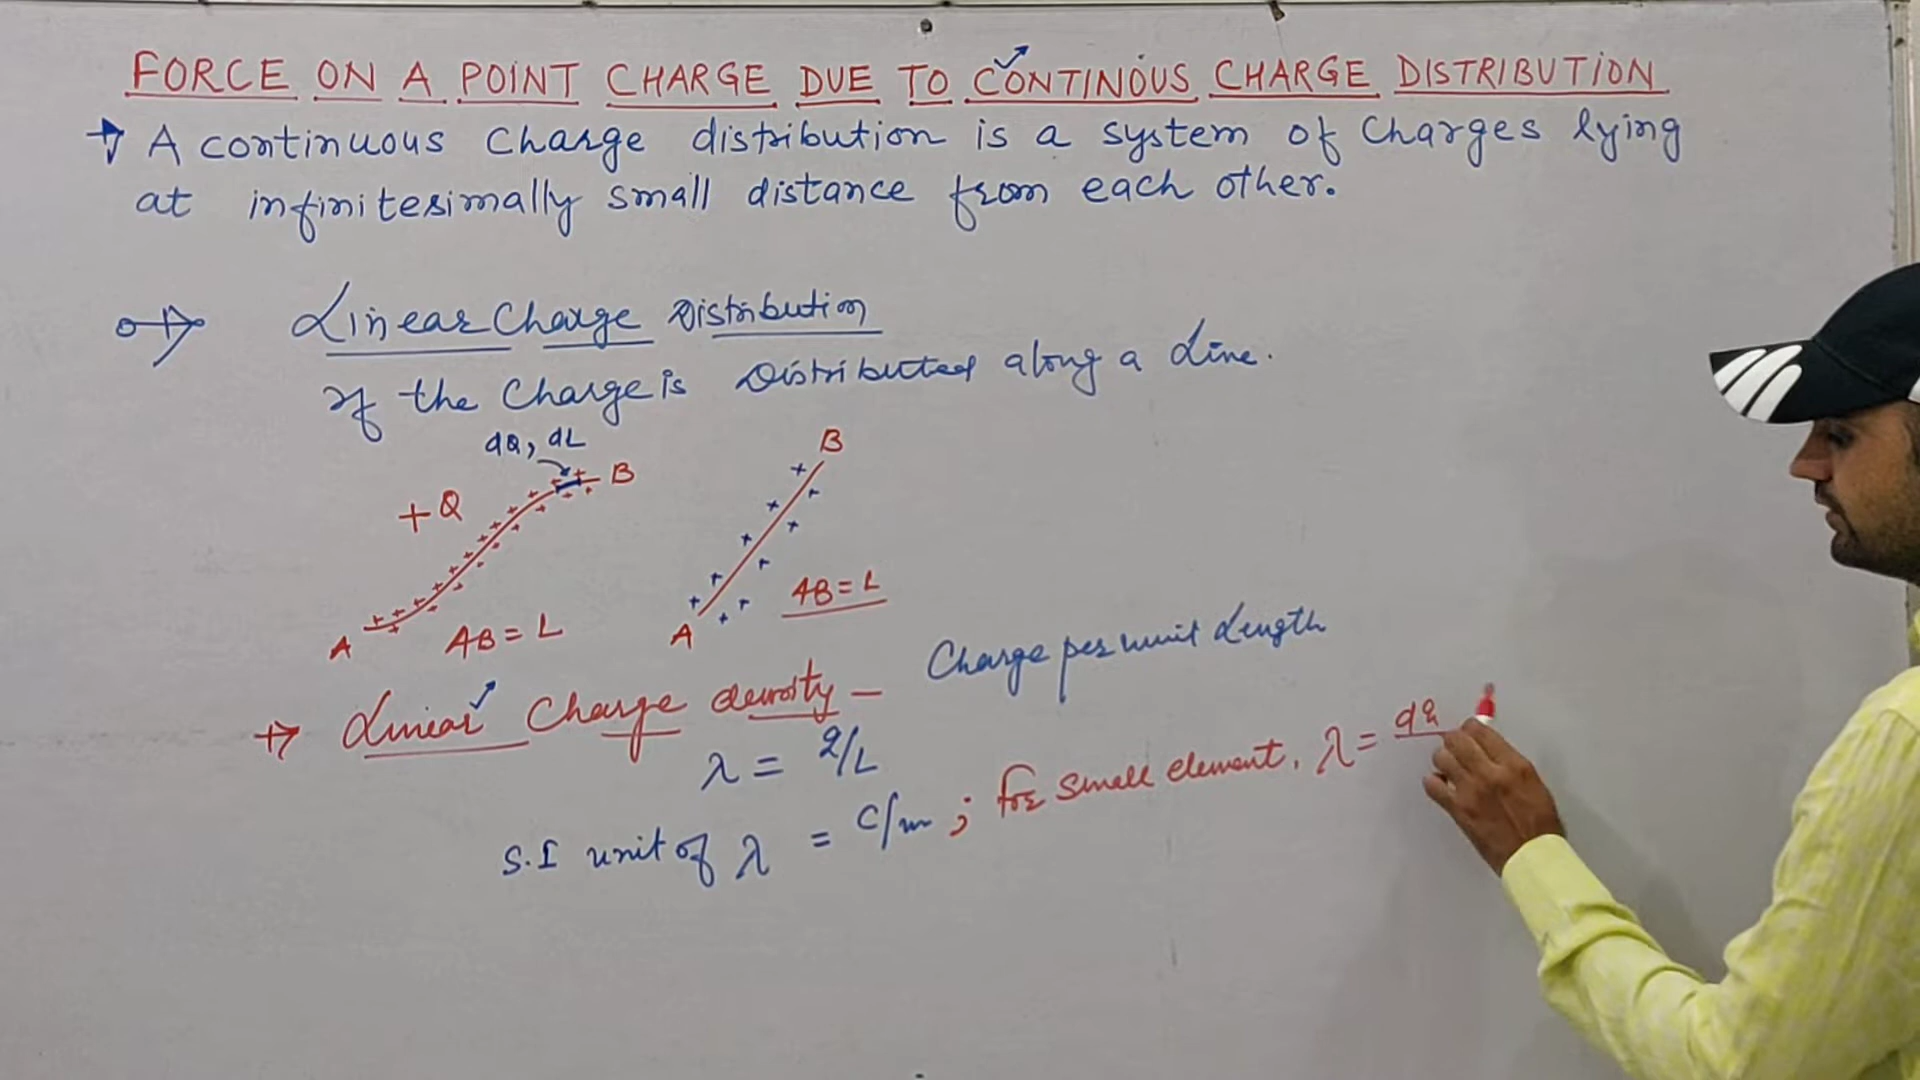 FORCE ON A POINT CHARGE DUE TO CONTINOUS CHARGE DISTRIBUTION
→ A continuous Charge distribution is a system of Charges lying
at infinitesimally small distance from each other.
Linear Charge Distribution
If the Charge is Distributed along a Line.
dQ, dL
B
+Q
A
AB = L
B
A
AB = L
→ Linear Charge density – Charge per unit Length
λ = Q/L
S.I unit of λ = C/m ; for small element, λ = dQ